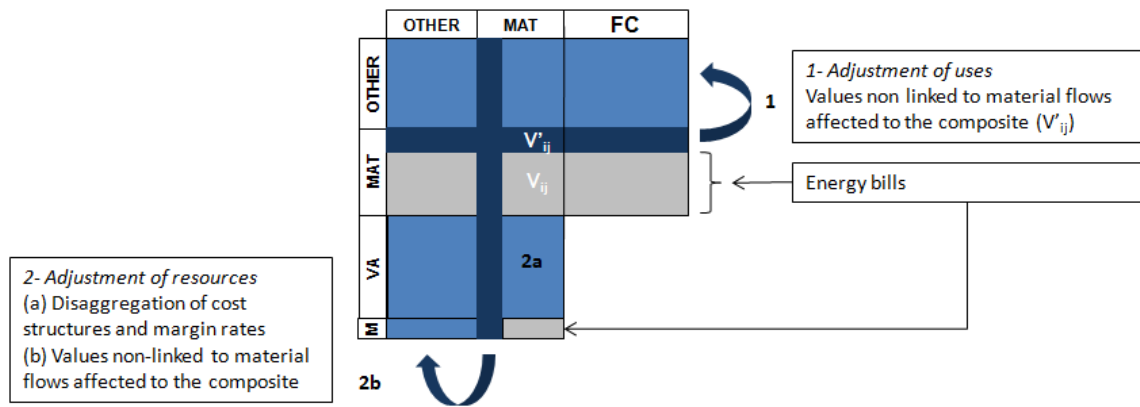 OTHER MAT FC
OTHER
MAT
VA
M
V'ij
Vij
2a
1
1- Adjustment of uses
Values non linked to material flows
affected to the composite (V'ij)
Energy bills
2- Adjustment of resources
(a) Disaggregation of cost
structures and margin rates
(b) Values non-linked to material
flows affected to the composite
2b